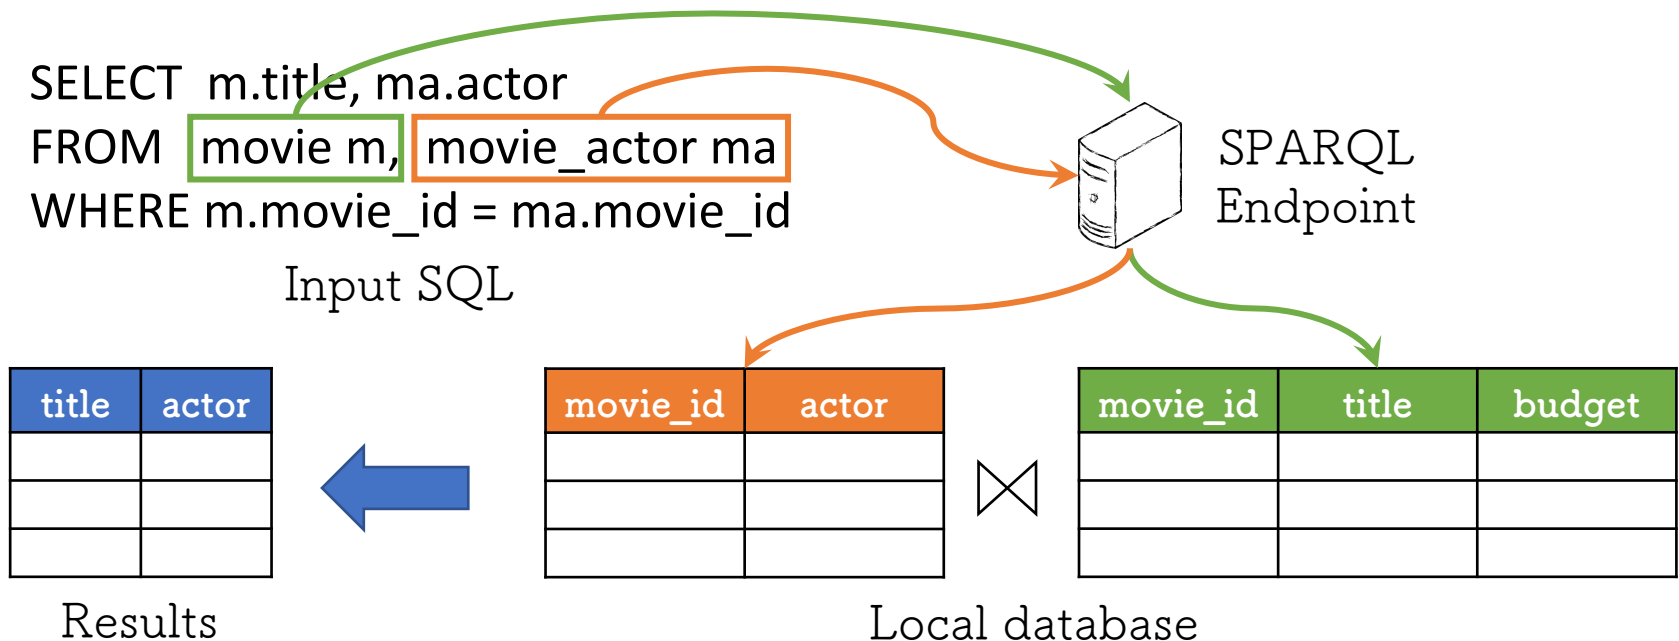 SELECT m.title, ma.actor
FROM movie m, movie_actor ma
WHERE m.movie_id = ma.movie_id
Input SQL
SPARQL
Endpoint
title actor
movie_id actor
movie_id title budget
Results
Local database